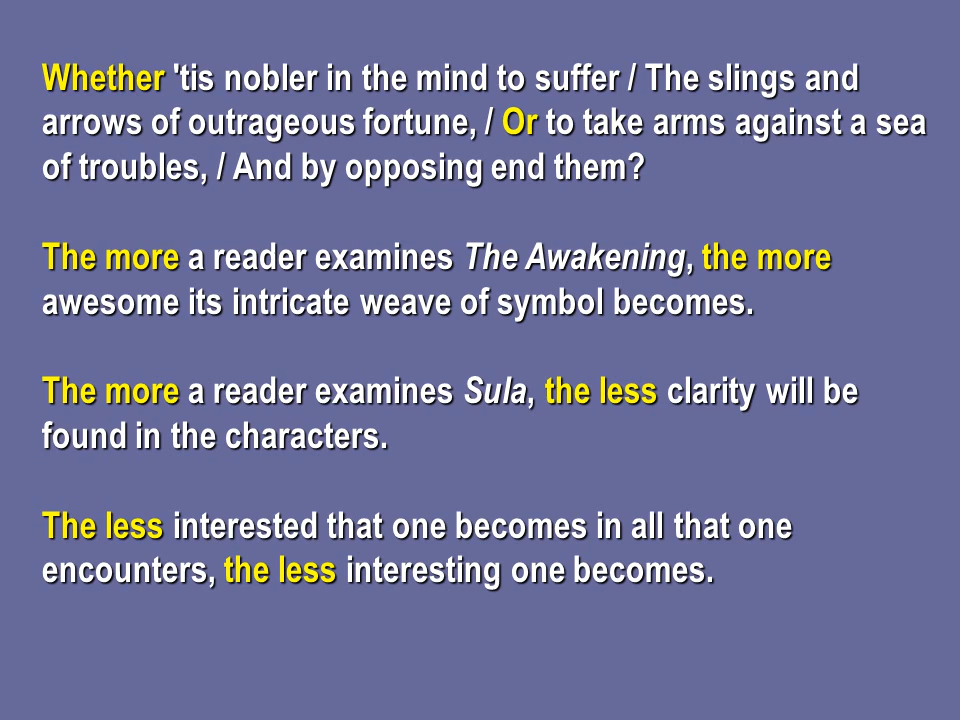 Whether 'tis nobler in the mind to suffer / The slings and
arrows of outrageous fortune, / Or to take arms against a sea
of troubles, / And by opposing end them?
The more a reader examines The Awakening, the more
awesome its intricate weave of symbol becomes.
The more a reader examines Sula, the less clarity will be
found in the characters.
The less interested that one becomes in all that one
encounters, the less interesting one becomes.